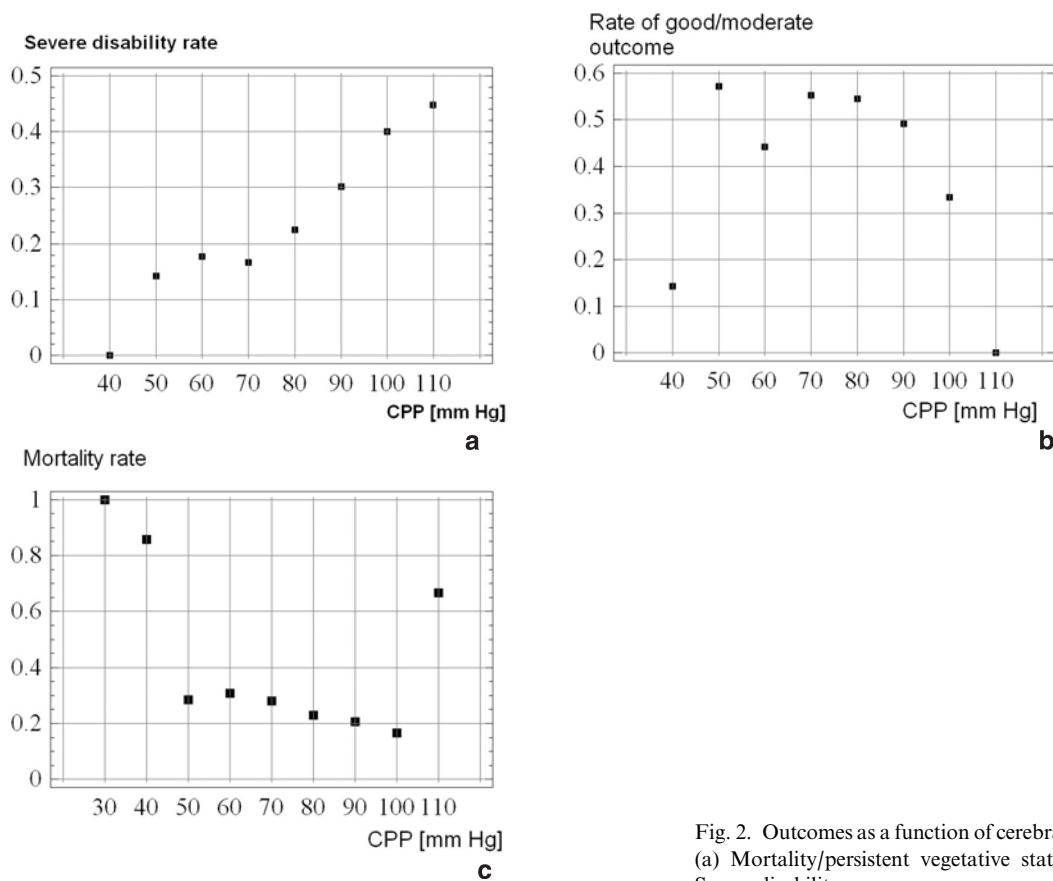 Severe disability rate
0.5
0.4
0.3
0.2
0.1
0
40 50 60 70 80 90 100 110
CPP [mm Hg]
a
Rate of good/moderate
outcome
0.6
0.5
0.4
0.3
0.2
0.1
0
40 50 60 70 80 90 100 110
CPP [mm Hg]
b
Mortality rate
1
0.8
0.6
0.4
0.2
0
30 40 50 60 70 80 90 100 110
CPP [mm Hg]
c
Fig. 2. Outcomes as a function of cerebra
(a) Mortality/persistent vegetative stat